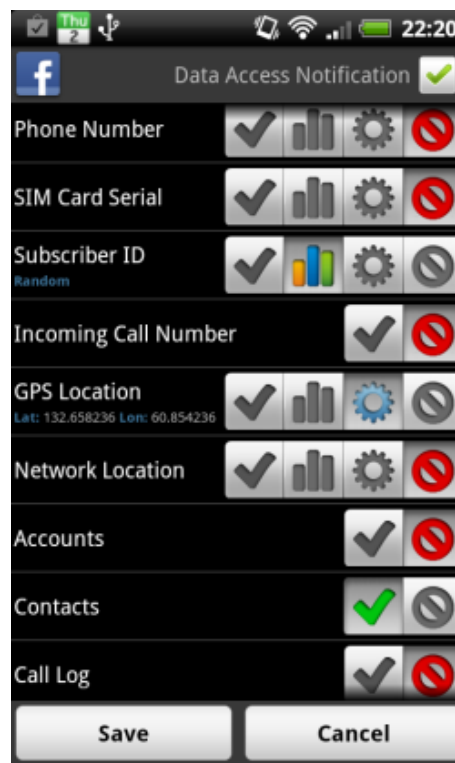 Thu
2
22:20
f
Data Access Notification
Phone Number
SIM Card Serial
Subscriber ID
Random
Incoming Call Number
GPS Location
Lat: 132.658236 Lon: 60.854236
Network Location
Accounts
Contacts
Call Log
Save
Cancel